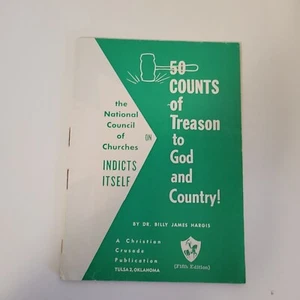 the
National
Council
of
Churches
INDICTS
ITSELF
ON
50
COUNTS
of
Treason
to
God
and
Country!
BY DR. BILLY JAMES HARGIS
A Christian
Crusade
Publication
TULSA 2, OKLAHOMA
(Fifth Edition)